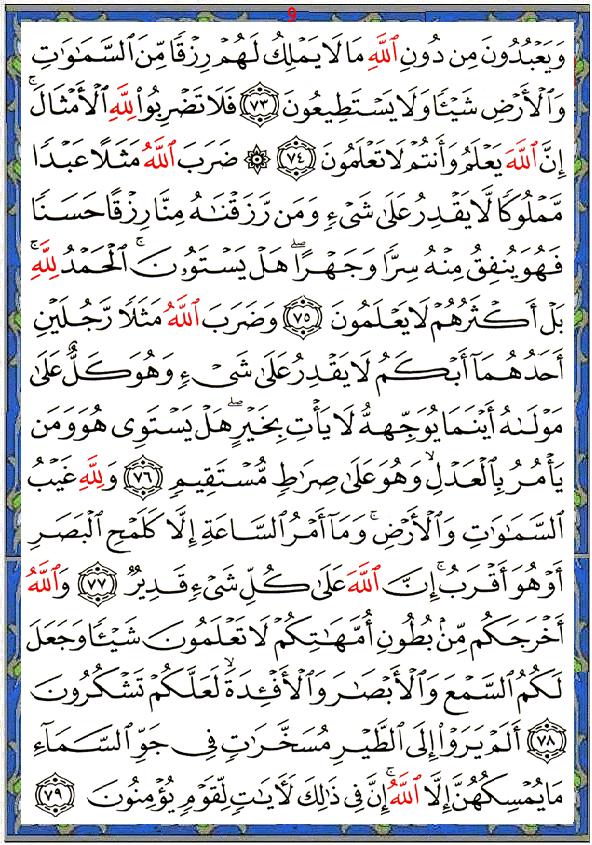 9
وَيَعْبُدُونَ مِن دُونِ ٱللَّهِ مَا لَا يَمْلِكُ لَهُمْ رِزْقًا مِّنَ ٱلسَّمَٰوَٰتِ
وَٱلْأَرْضِ شَيْـًٔا وَلَا يَسْتَطِيعُونَ ٧٣ فَلَا تَضْرِبُوا۟ لِلَّهِ ٱلْأَمْثَالَ ۚ
إِنَّ ٱللَّهَ يَعْلَمُ وَأَنتُمْ لَا تَعْلَمُونَ ٧٤ ۞ ضَرَبَ ٱللَّهُ مَثَلًا عَبْدًا
مَّمْلُوكًا لَّا يَقْدِرُ عَلَىٰ شَىْءٍ وَمَن رَّزَقْنَٰهُ مِنَّا رِزْقًا حَسَنًا
فَهُوَ يُنفِقُ مِنْهُ سِرًّا وَجَهْرًا ۖ هَلْ يَسْتَوُۥنَ ۚ ٱلْحَمْدُ لِلَّهِ ۚ
بَلْ أَكْثَرُهُمْ لَا يَعْلَمُونَ ٧٥ وَضَرَبَ ٱللَّهُ مَثَلًا رَّجُلَيْنِ
أَحَدُهُمَآ أَبْكَمُ لَا يَقْدِرُ عَلَىٰ شَىْءٍ وَهُوَ كَلٌّ عَلَىٰ
مَوْلَىٰهُ أَيْنَمَا يُوَجِّههُّ لَا يَأْتِ بِخَيْرٍ ۖ هَلْ يَسْتَوِى هُوَ وَمَن
يَأْمُرُ بِٱلْعَدْلِ ۙ وَهُوَ عَلَىٰ صِرَٰطٍ مُّسْتَقِيمٍ ٧٦ وَلِلَّهِ غَيْبُ
ٱلسَّمَٰوَٰتِ وَٱلْأَرْضِ ۚ وَمَآ أَمْرُ ٱلسَّاعَةِ إِلَّا كَلَمْحِ ٱلْبَصَرِ
أَوْ هُوَ أَقْرَبُ ۚ إِنَّ ٱللَّهَ عَلَىٰ كُلِّ شَىْءٍ قَدِيرٌ ٧٧ وَٱللَّهُ
أَخْرَجَكُم مِّنۢ بُطُونِ أُمَّهَٰتِكُمْ لَا تَعْلَمُونَ شَيْـًٔا وَجَعَلَ
لَكُمُ ٱلسَّمْعَ وَٱلْأَبْصَٰرَ وَٱلْأَفْـِٔدَةَ ۙ لَعَلَّكُمْ تَشْكُرُونَ
٧٨ أَلَمْ يَرَوْا۟ إِلَى ٱلطَّيْرِ مُسَخَّرَٰتٍ فِى جَوِّ ٱلسَّمَآءِ
مَا يُمْسِكُهُنَّ إِلَّا ٱللَّهُ ۗ إِنَّ فِى ذَٰلِكَ لَءَايَٰتٍ لِّقَوْمٍ يُؤْمِنُونَ ٧٩